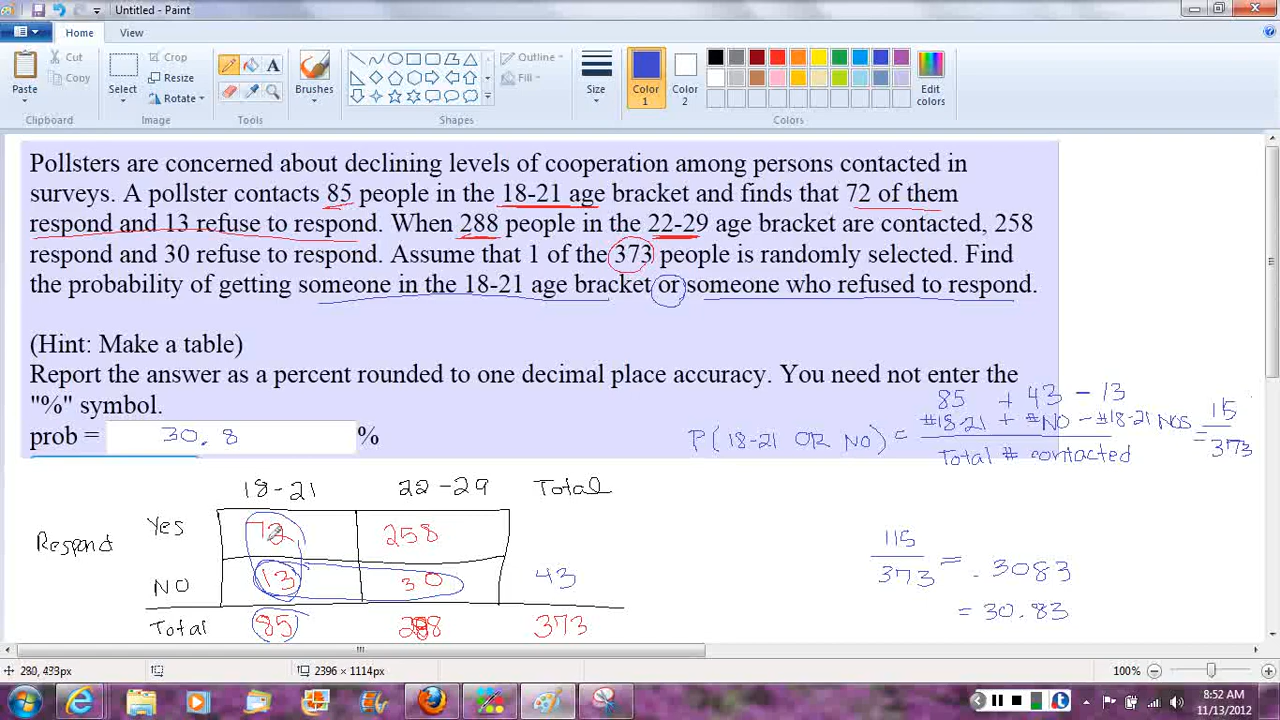 Untitled - Paint
Home View
Paste
Cut
Copy
Clipboard
Select
Crop
Resize
Rotate
Image
Tools
Brushes
Shapes
Outline
Fill
Size
Color 1
Color 2
Edit colors
Colors
Pollsters are concerned about declining levels of cooperation among persons contacted in
surveys. A pollster contacts 85 people in the 18-21 age bracket and finds that 72 of them
respond and 13 refuse to respond. When 288 people in the 22-29 age bracket are contacted, 258
respond and 30 refuse to respond. Assume that 1 of the 373 people is randomly selected. Find
the probability of getting someone in the 18-21 age bracket or someone who refused to respond.
(Hint: Make a table)
Report the answer as a percent rounded to one decimal place accuracy. You need not enter the
"%" symbol.
prob = 30.8 %
85 + 43 - 13
P(18-21 OR NO) = #18-21 + #NO - #18-21 NOS = 15
Total # contacted 373
18-21 22-29 Total
Respond Yes 72 258
NO 13 30 43
Total 85 288 373
115
373 = .3083
= 30.83
280, 433px
2396 × 1114px
100%
8:52 AM
11/13/2012